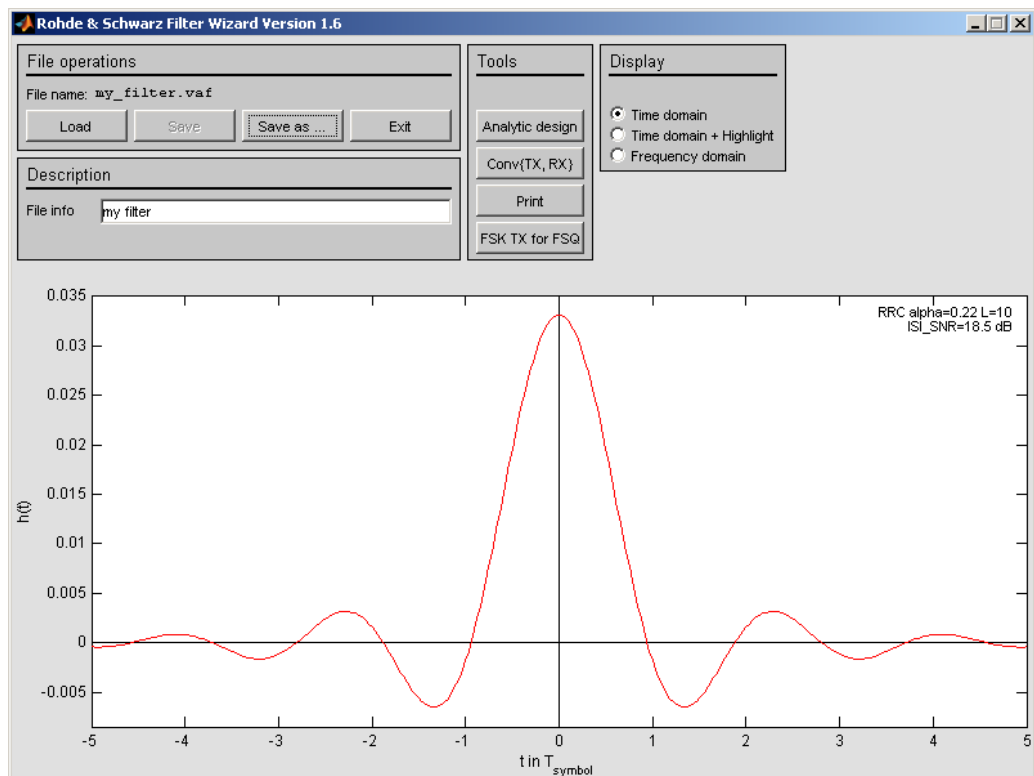 Rohde & Schwarz Filter Wizard Version 1.6
File operations
File name: my_filter.vaf
Load
Save
Save as ...
Exit
Description
File info
my filter
Tools
Analytic design
Conv{TX, RX}
Print
FSK TX for FSQ
Display
Time domain
Time domain + Highlight
Frequency domain
RRC alpha=0.22 L=10
ISI_SNR=18.5 dB
h(t)
0.035
0.03
0.025
0.02
0.015
0.01
0.005
0
-0.005
-5
-4
-3
-2
-1
0
1
2
3
4
5
t in T_symbol